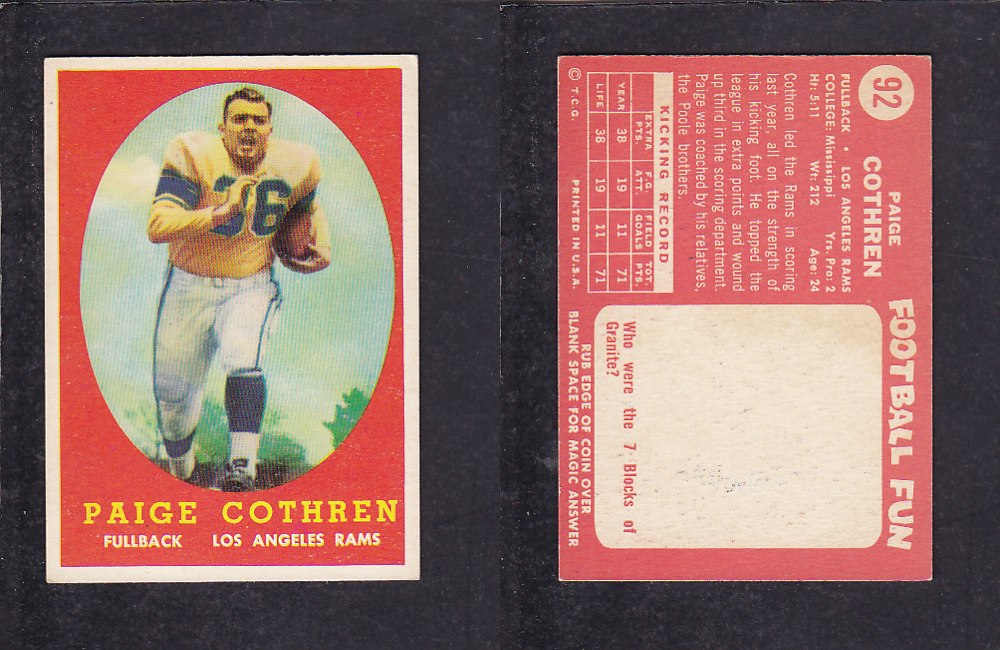 36
PAIGE COTHREN
FULLBACK LOS ANGELES RAMS
92
PAIGE
COTHREN
FULLBACK • LOS ANGELES RAMS
COLLEGE: Mississippi Yrs. Pro: 2
Ht: 5:11 Wt: 212 Age: 24
Cothren led the Rams in scoring
last year, all on the strength of
his kicking foot. He topped the
league in extra points and wound
up third in the scoring department.
Paige was coached by his relatives,
the Poole brothers.
KICKING RECORD
YEAR EXTRA PTS. F.G. ATT. FIELD GOALS TOT. PTS.
YEAR 38 19 11 71
LIFE 38 19 11 71
© T.C.G. PRINTED IN U.S.A.
FOOTBALL FUN
Who were the 7 Blocks of
Granite?
RUB EDGE OF COIN OVER
BLANK SPACE FOR MAGIC ANSWER